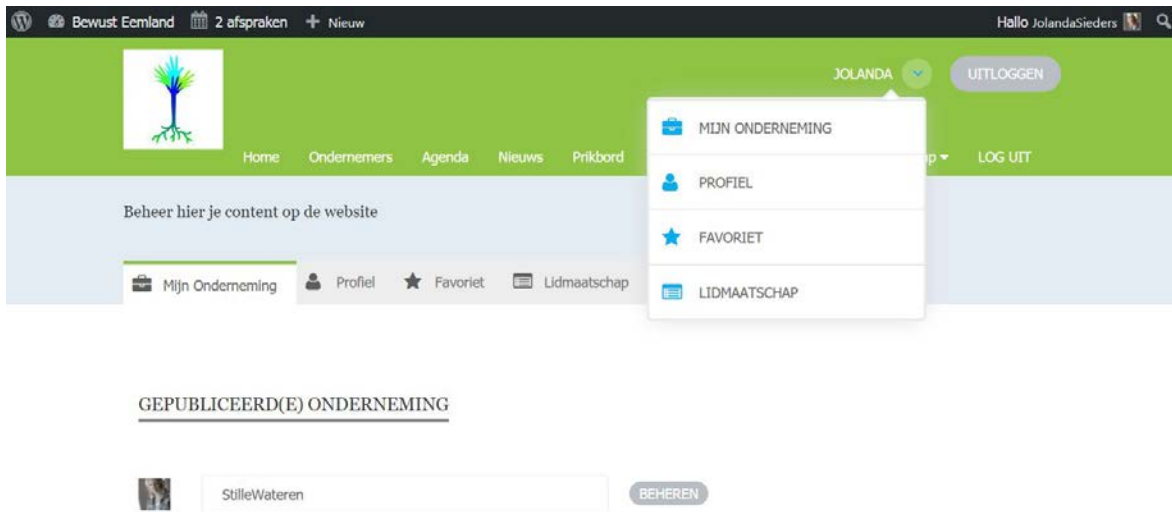 Bewust Eemland 2 afspraken + Nieuw Hallo JolandaSieders
JOLANDA UITLOGGEN
MIJN ONDERNEMING
Home Ondernemers Agenda Nieuws Prikbord LOG UIT
PROFIEL
Beheer hier je content op de website
FAVORIET
Mijn Onderneming Profiel Favoriet Lidmaatschap
LIDMAATSCHAP
GEPUBLICEERD(E) ONDERNEMING
StilleWateren BEHEREN